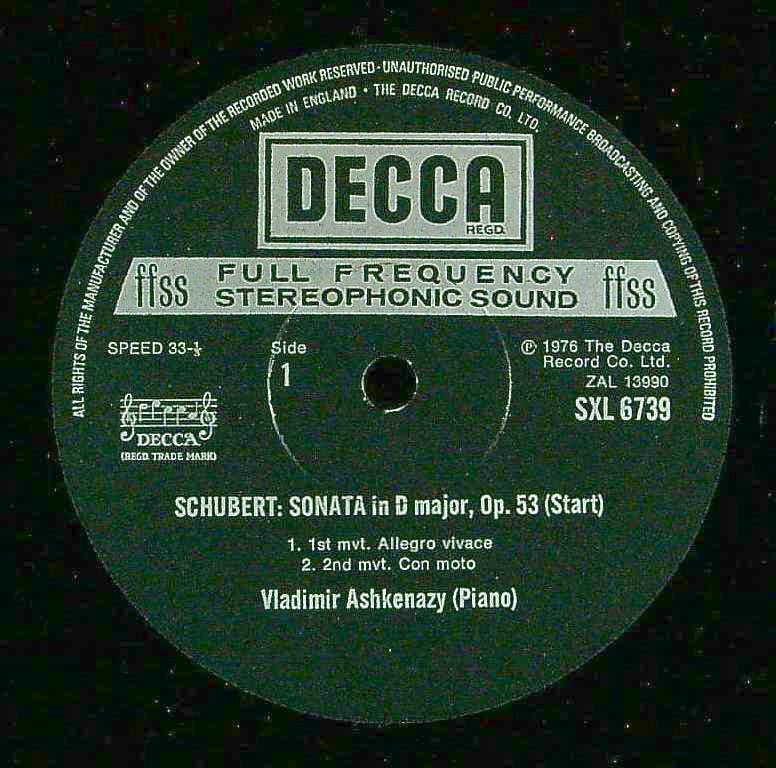 ALL RIGHTS OF THE MANUFACTURER AND OF THE OWNER OF THE RECORDED WORK RESERVED · UNAUTHORISED PUBLIC PERFORMANCE BROADCASTING AND COPYING OF THIS RECORD PROHIBITED
MADE IN ENGLAND · THE DECCA RECORD CO. LTD.
DECCA
REGD.
ffss FULL FREQUENCY ffss
STEREOPHONIC SOUND
SPEED 33-⅓
Side
1
℗ 1976 The Decca
Record Co. Ltd.
ZAL 13990
SXL 6739
DECCA
(REGD. TRADE MARK)
SCHUBERT: SONATA in D major, Op. 53 (Start)
1. 1st mvt. Allegro vivace
2. 2nd mvt. Con moto
Vladimir Ashkenazy (Piano)